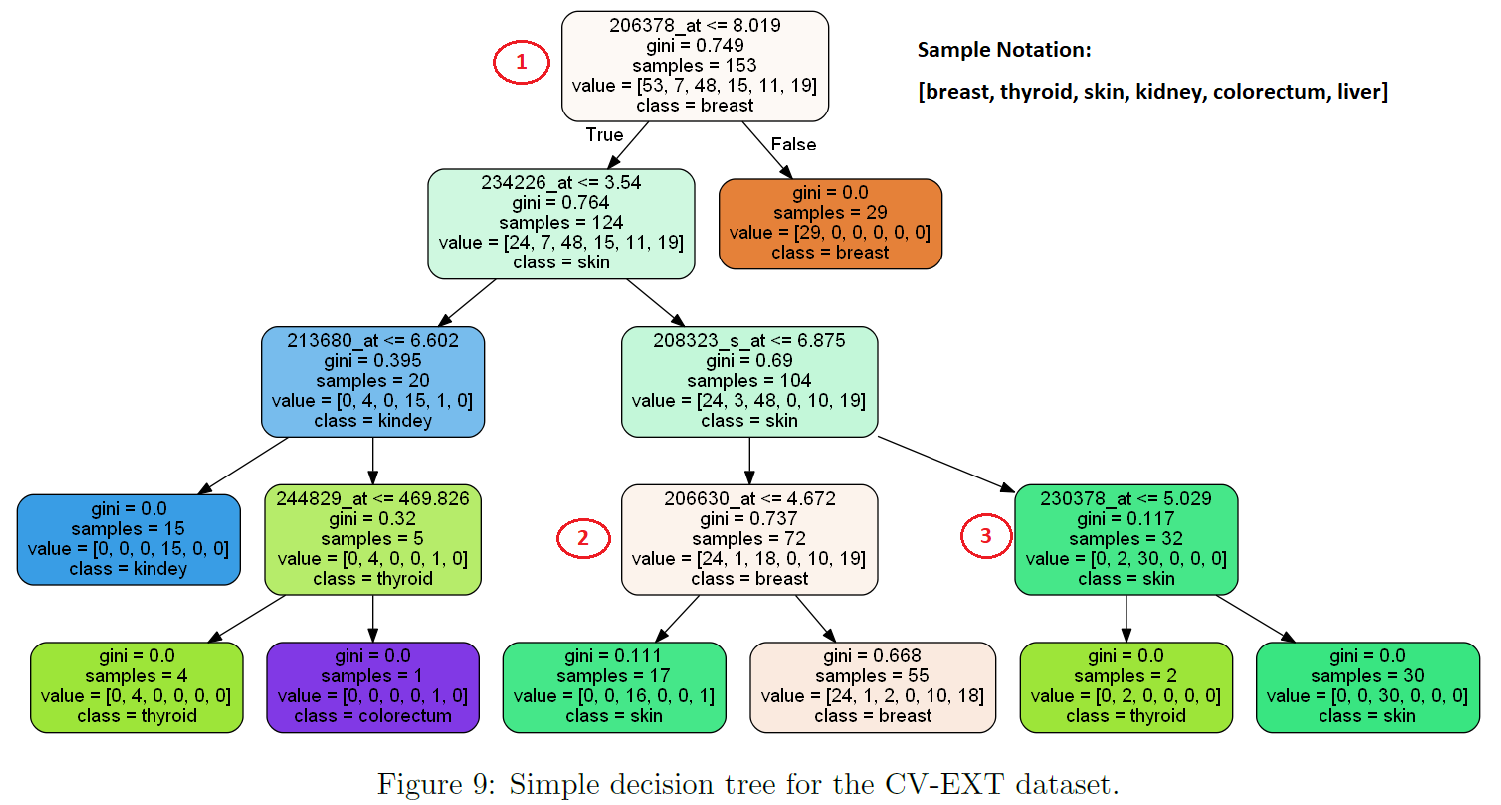 206378_at <= 8.019
gini = 0.749
samples = 153
value = [53, 7, 48, 15, 11, 19]
class = breast
1
Sample Notation:
[breast, thyroid, skin, kidney, colorectum, liver]
True
False
234226_at <= 3.54
gini = 0.764
samples = 124
value = [24, 7, 48, 15, 11, 19]
class = skin
gini = 0.0
samples = 29
value = [29, 0, 0, 0, 0, 0]
class = breast
213680_at <= 6.602
gini = 0.395
samples = 20
value = [0, 4, 0, 15, 1, 0]
class = kindey
208323_s_at <= 6.875
gini = 0.69
samples = 104
value = [24, 3, 48, 0, 10, 19]
class = skin
gini = 0.0
samples = 15
value = [0, 0, 0, 15, 0, 0]
class = kindey
244829_at <= 469.826
gini = 0.32
samples = 5
value = [0, 4, 0, 0, 1, 0]
class = thyroid
2
206630_at <= 4.672
gini = 0.737
samples = 72
value = [24, 1, 18, 0, 10, 19]
class = breast
3
230378_at <= 5.029
gini = 0.117
samples = 32
value = [0, 2, 30, 0, 0, 0]
class = skin
gini = 0.0
samples = 4
value = [0, 4, 0, 0, 0, 0]
class = thyroid
gini = 0.0
samples = 1
value = [0, 0, 0, 0, 1, 0]
class = colorectum
gini = 0.111
samples = 17
value = [0, 0, 16, 0, 0, 1]
class = skin
gini = 0.668
samples = 55
value = [24, 1, 2, 0, 10, 18]
class = breast
gini = 0.0
samples = 2
value = [0, 2, 0, 0, 0, 0]
class = thyroid
gini = 0.0
samples = 30
value = [0, 0, 30, 0, 0, 0]
class = skin
Figure 9: Simple decision tree for the CV-EXT dataset.